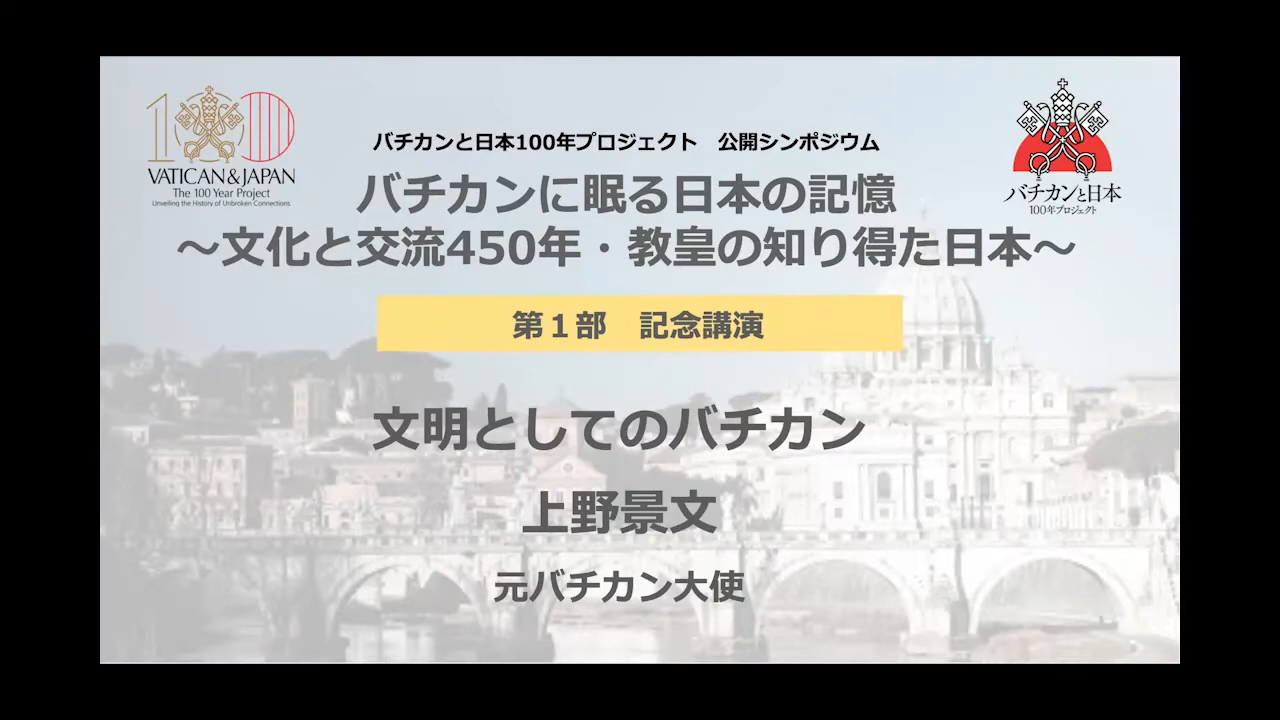 100
VATICAN & JAPAN
The 100 Year Project
Unveiling the History of Unbroken Connections
バチカンと日本100年プロジェクト　公開シンポジウム
バチカンと日本
100年プロジェクト
バチカンに眠る日本の記憶
～文化と交流450年・教皇の知り得た日本～
第１部　記念講演
文明としてのバチカン
上野景文
元バチカン大使